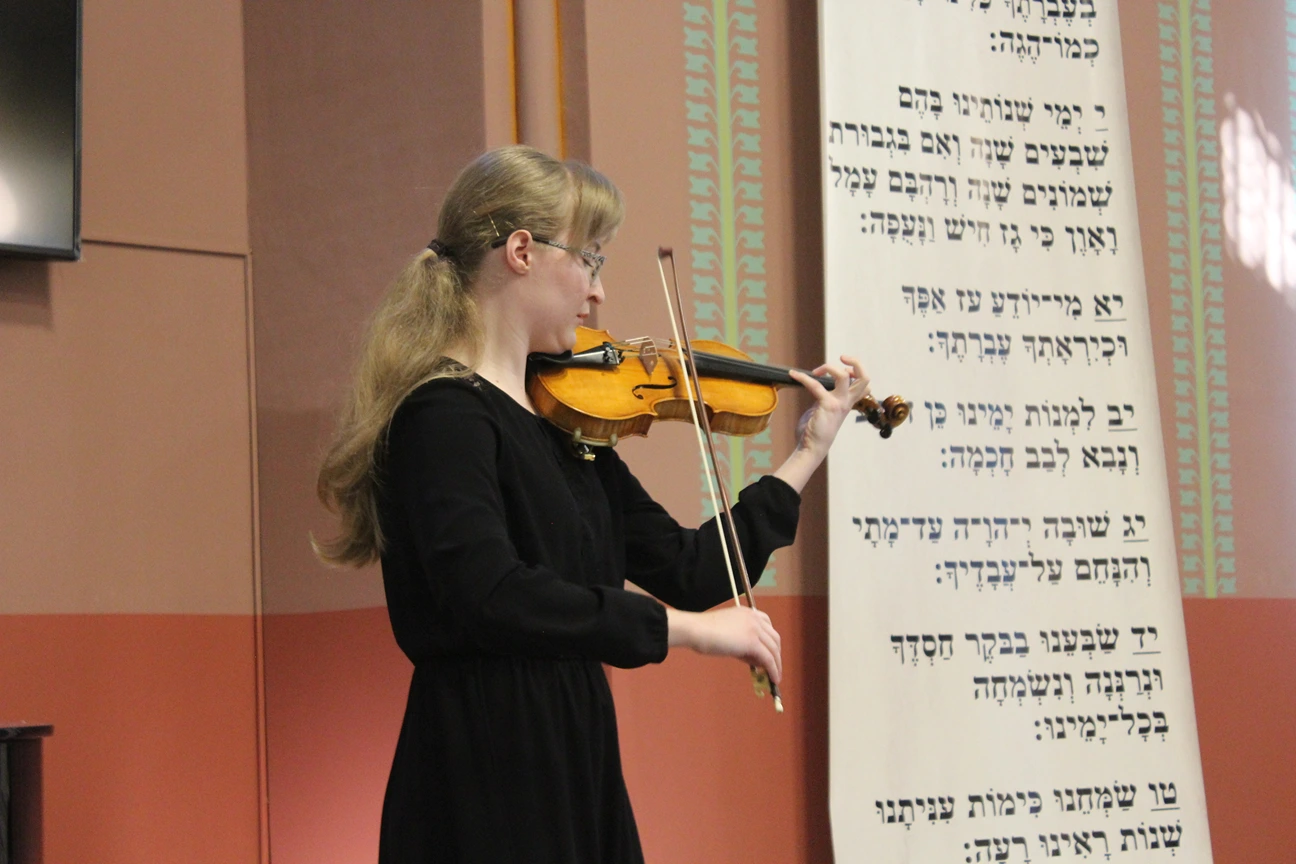 בְעֶבְרָתֶךָ
כְמוֹ־הֶגֶה:
י יְמֵי שְׁנוֹתֵינוּ בָּהֶם
שִׁבְעִים שָׁנָה וְאִם בִּגְבוּרֹת
שְׁמוֹנִים שָׁנָה וְרָהְבָּם עָמָל
וָאָוֶן כִּי גָז חִישׁ וַנָּעֻפָה:
יא מִי־יוֹדֵעַ עֹז אַפֶּךָ
וּכְיִרְאָתְךָ עֶבְרָתֶךָ:
יב לִמְנוֹת יָמֵינוּ כֵּן
וְנָבִא לְבַב חָכְמָה:
יג שׁוּבָה יְ־הוָ־ה עַד־מָתָי
וְהִנָּחֵם עַל־עֲבָדֶיךָ:
יד שַׂבְּעֵנוּ בַבֹּקֶר חַסְדֶּךָ
וּנְרַנְּנָה וְנִשְׂמְחָה
בְּכָל־יָמֵינוּ:
טו שַׂמְּחֵנוּ כִּימוֹת עִנִּיתָנוּ
שְׁנוֹת רָאִינוּ רָעָה: